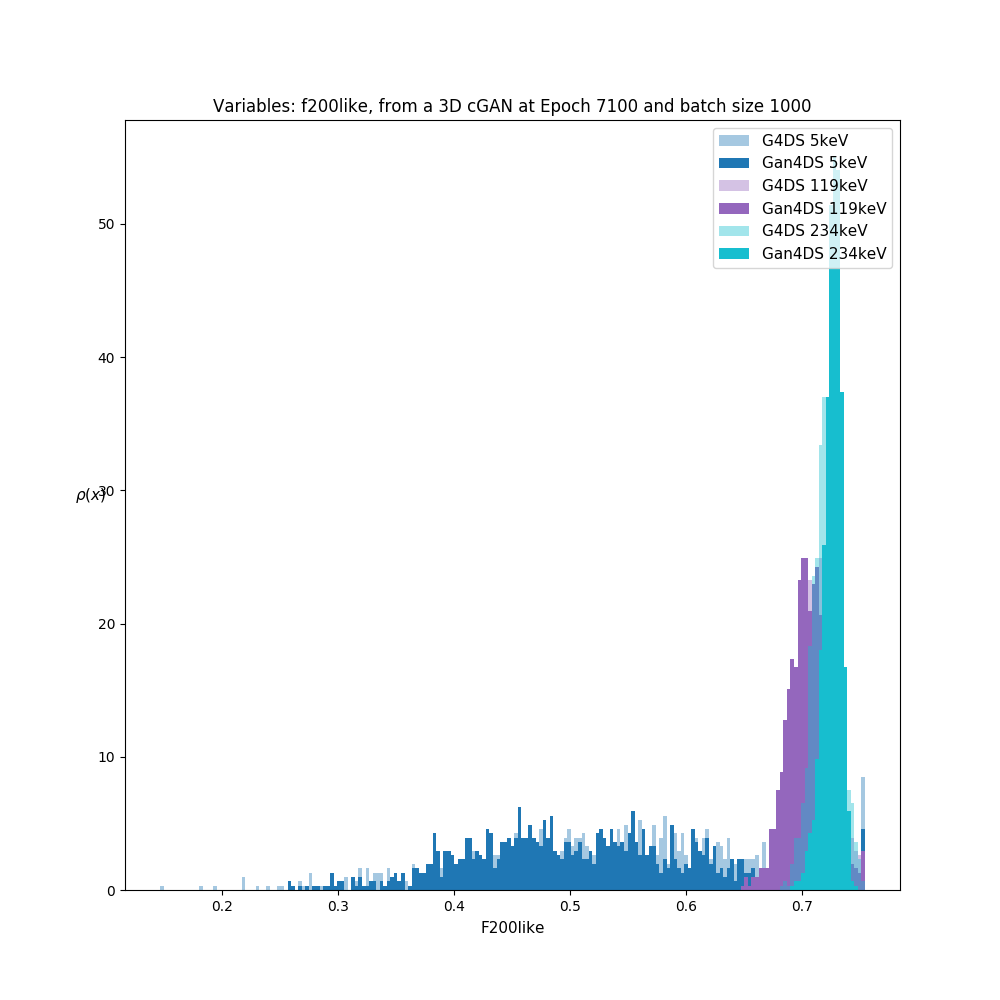 Variables: f200like, from a 3D cGAN at Epoch 7100 and batch size 1000
G4DS 5keV
Gan4DS 5keV
G4DS 119keV
Gan4DS 119keV
G4DS 234keV
Gan4DS 234keV
50
40
30
ρ(x)
20
10
0
0.2 0.3 0.4 0.5 0.6 0.7
F200like